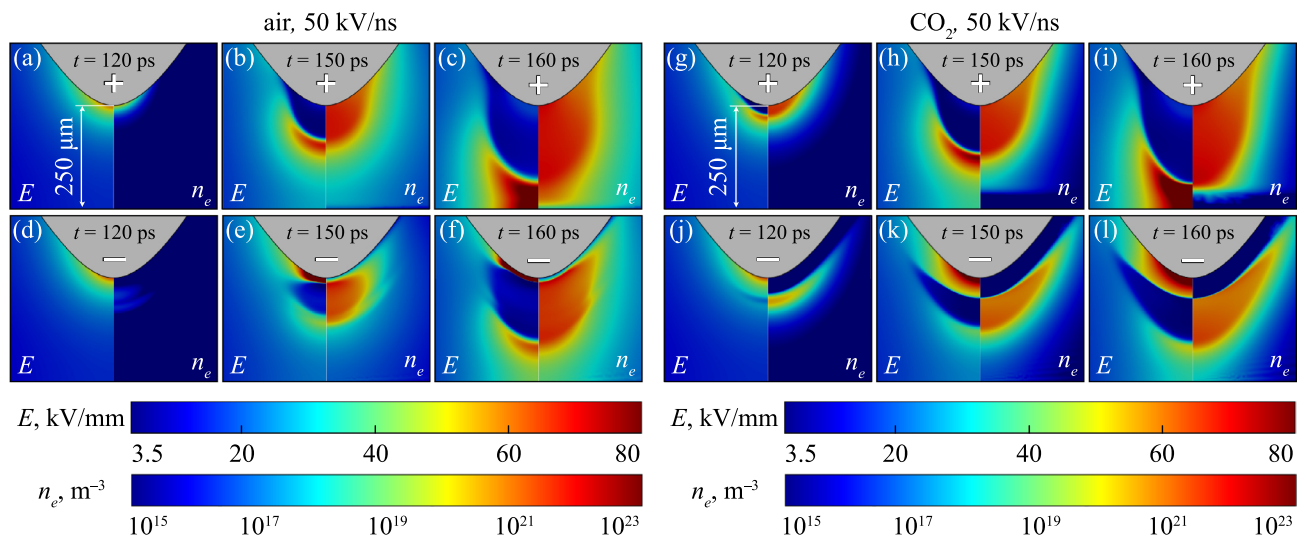 air, 50 kV/ns
CO₂, 50 kV/ns
(a) t = 120 ps
+
250 μm
E nₑ
(b) t = 150 ps
+
E nₑ
(c) t = 160 ps
+
E nₑ
(g) t = 120 ps
+
250 μm
E nₑ
(h) t = 150 ps
+
E nₑ
(i) t = 160 ps
+
E nₑ
(d) t = 120 ps
−
E nₑ
(e) t = 150 ps
−
E nₑ
(f) t = 160 ps
−
E nₑ
(j) t = 120 ps
−
E nₑ
(k) t = 150 ps
−
E nₑ
(l) t = 160 ps
−
E nₑ
E, kV/mm
3.5 20 40 60 80
nₑ, m⁻³
10¹⁵ 10¹⁷ 10¹⁹ 10²¹ 10²³
E, kV/mm
3.5 20 40 60 80
nₑ, m⁻³
10¹⁵ 10¹⁷ 10¹⁹ 10²¹ 10²³